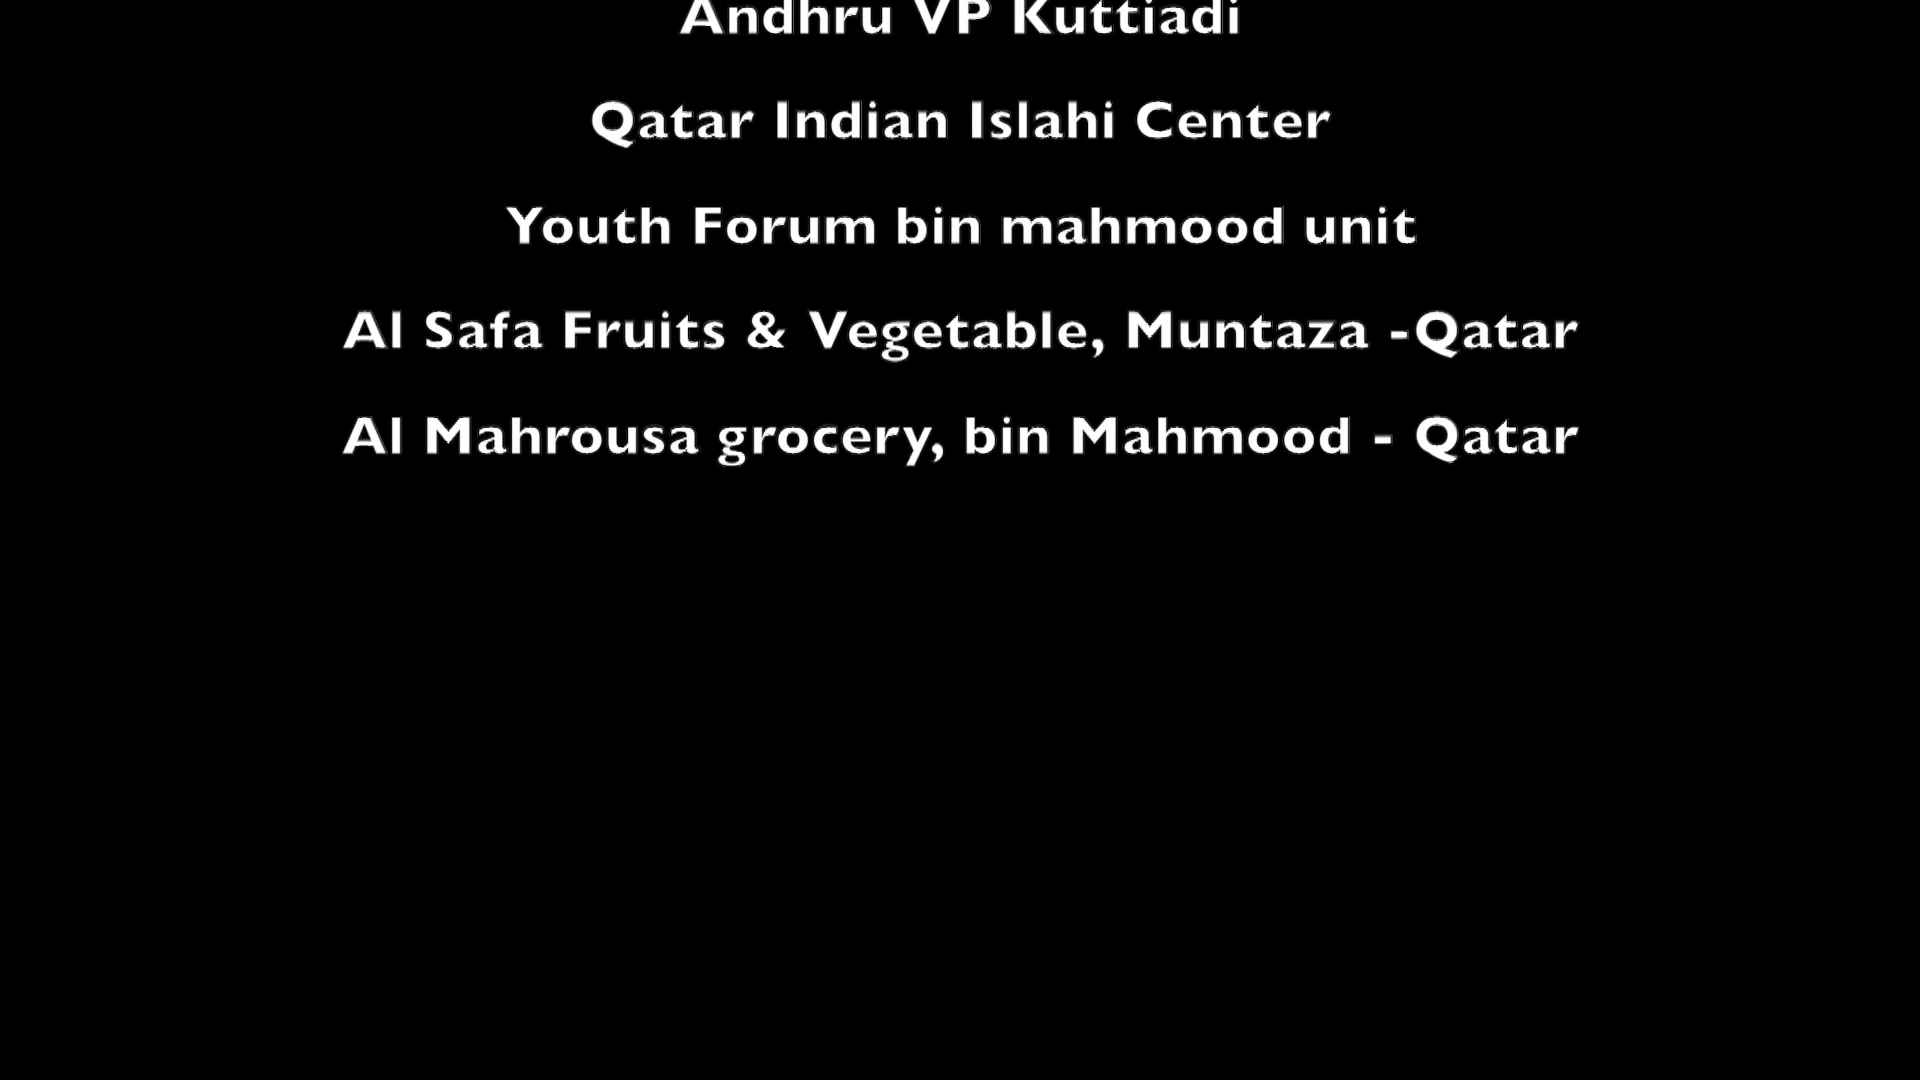 Andhru VP Kuttiadi
Qatar Indian Islahi Center
Youth Forum bin mahmood unit
Al Safa Fruits & Vegetable, Muntaza -Qatar
Al Mahrousa grocery, bin Mahmood - Qatar